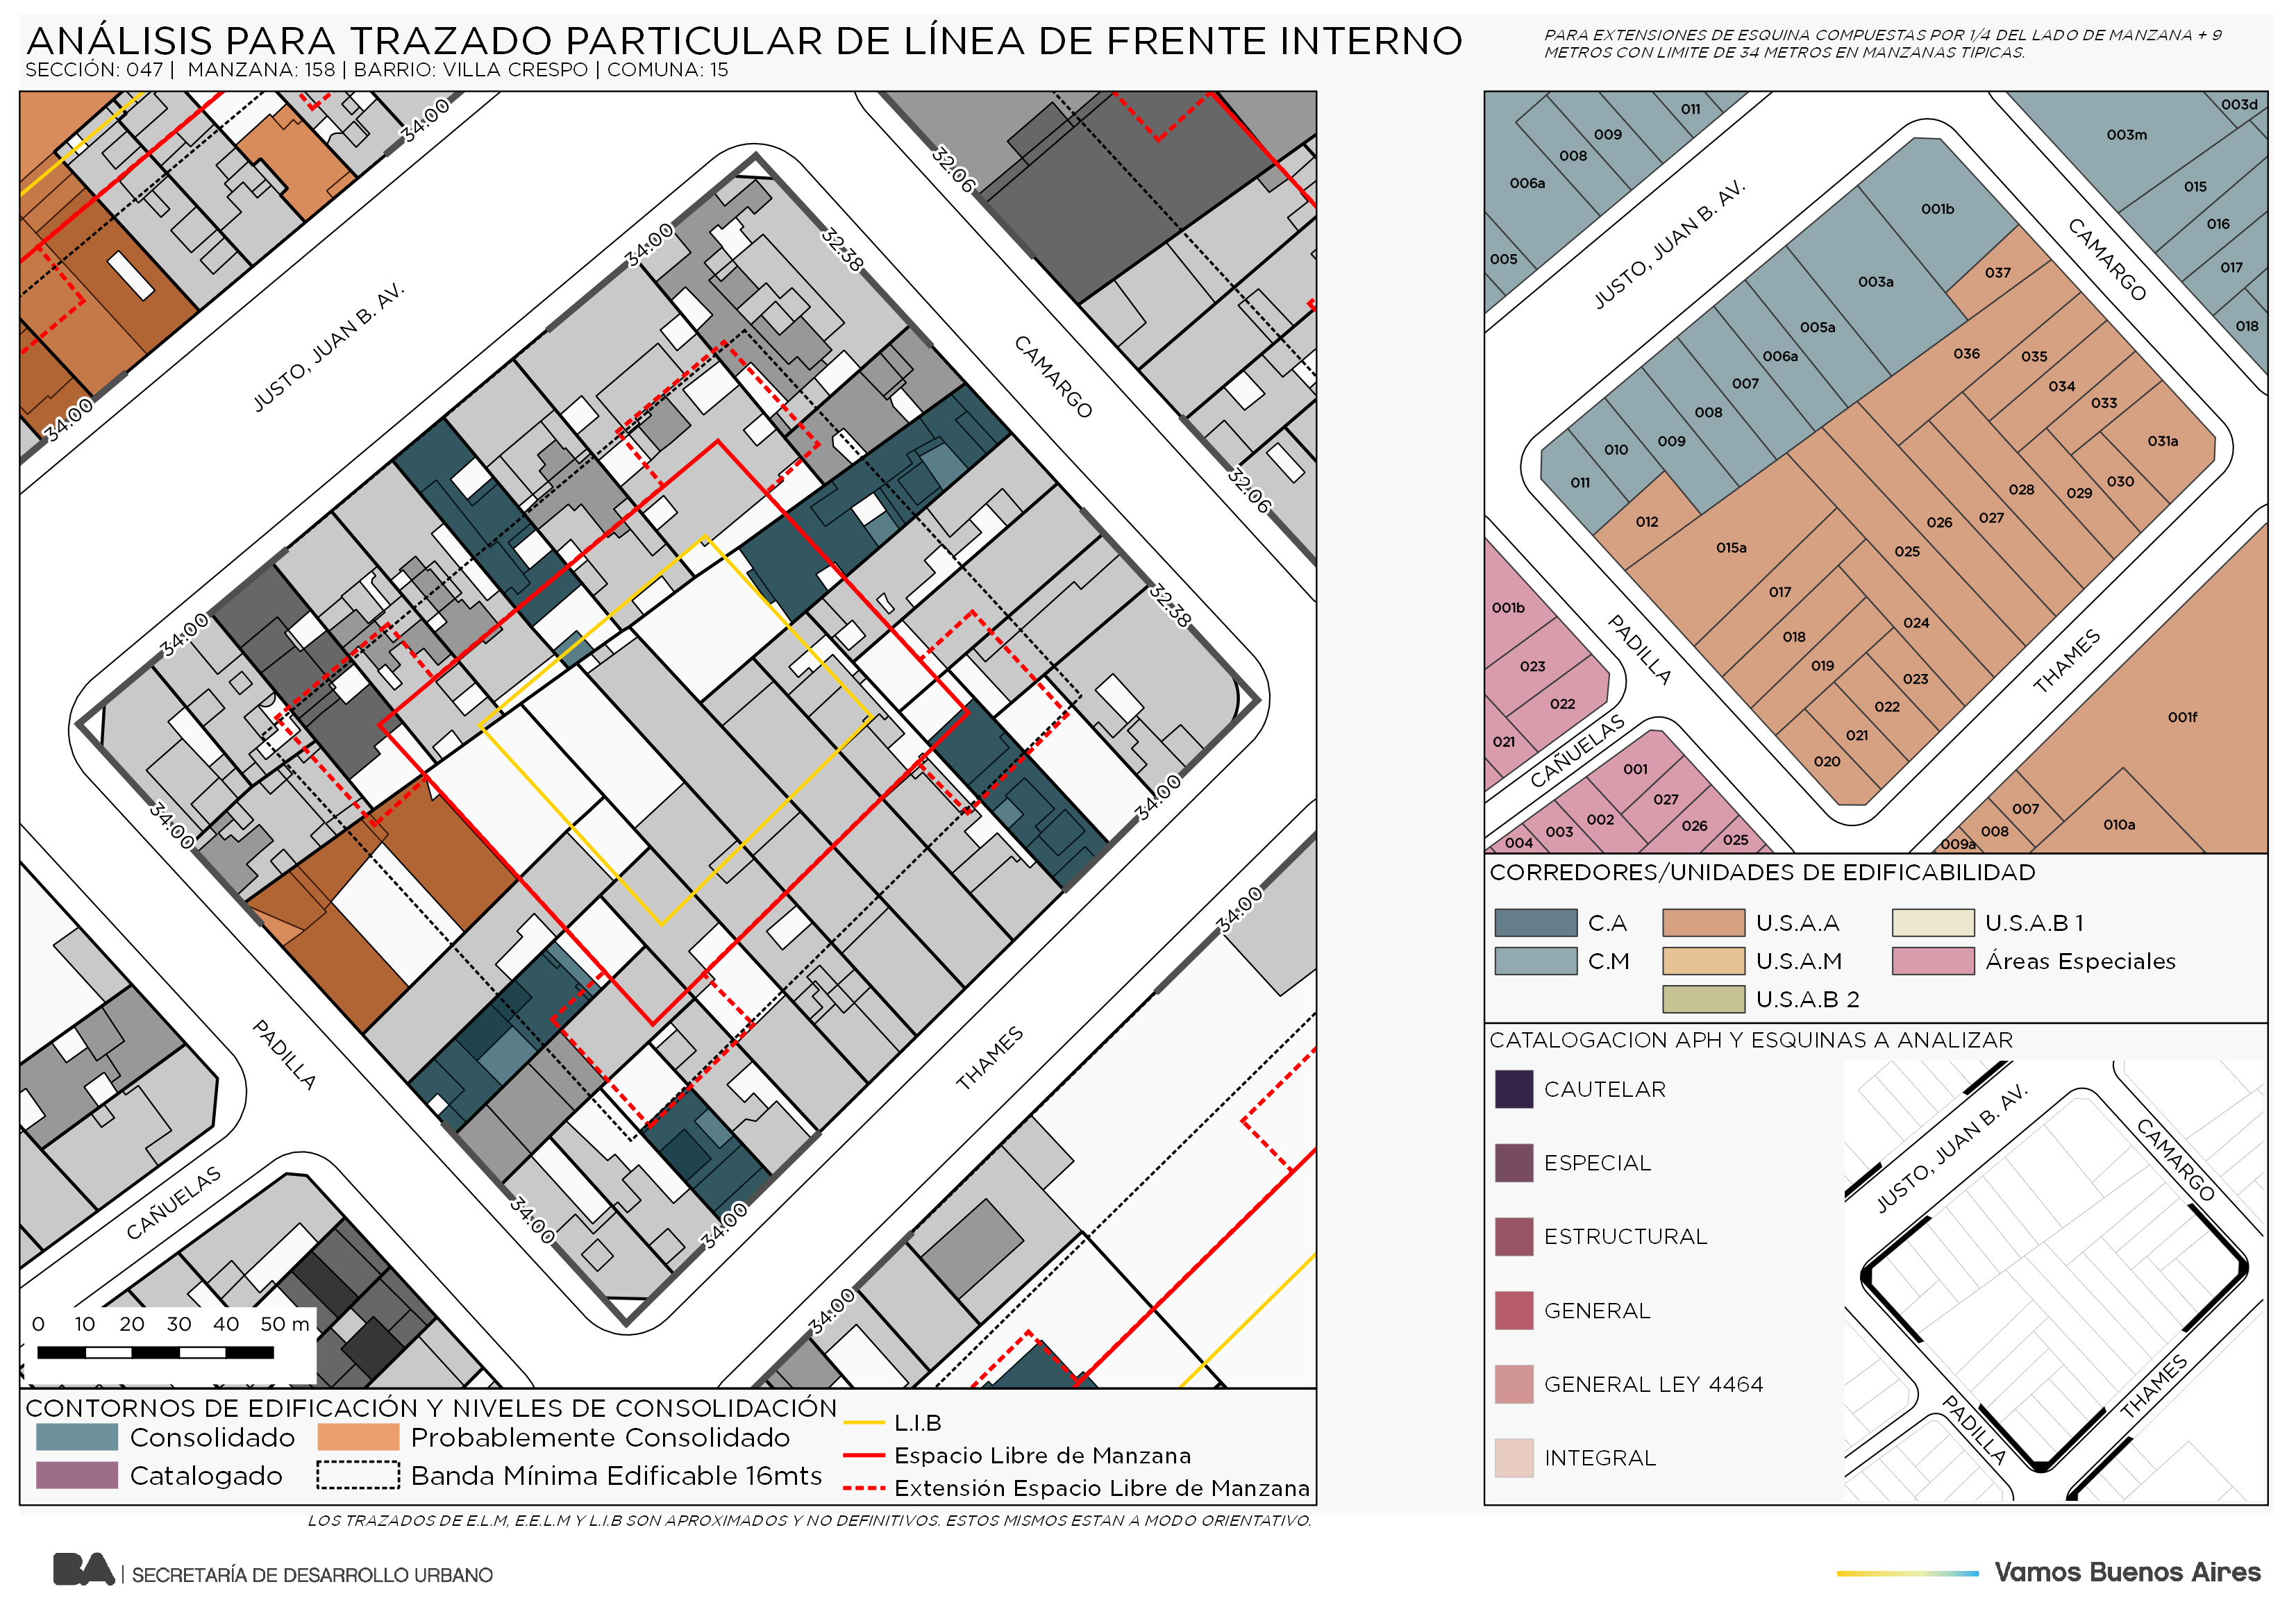 ANÁLISIS PARA TRAZADO PARTICULAR DE LÍNEA DE FRENTE INTERNO
SECCIÓN: 047 | MANZANA: 158 | BARRIO: VILLA CRESPO | COMUNA: 15
PARA EXTENSIONES DE ESQUINA COMPUESTAS POR 1/4 DEL LADO DE MANZANA + 9
METROS CON LIMITE DE 34 METROS EN MANZANAS TIPICAS.
34.00
34.00
JUSTO, JUAN B. AV.
34.00
32.38
32.06
CAMARGO
32.06
34.00
34.00
32.38
34.00
34.00
PADILLA
THAMES
34.00
34.00
CAÑUELAS
34.00
0 10 20 30 40 50 m
CONTORNOS DE EDIFICACIÓN Y NIVELES DE CONSOLIDACIÓN
Consolidado
Probablemente Consolidado
Catalogado
Banda Mínima Edificable 16mts
L.I.B
Espacio Libre de Manzana
Extensión Espacio Libre de Manzana
LOS TRAZADOS DE E.L.M, E.E.L.M Y L.I.B SON APROXIMADOS Y NO DEFINITIVOS. ESTOS MISMOS ESTAN A MODO ORIENTATIVO.
011
009
008
006a
005
JUSTO, JUAN B. AV.
003d
003m
015
016
017
018
CAMARGO
001b
037
003a
005a
006a
007
008
009
010
011
012
036
035
034
033
031a
030
029
028
027
026
025
015a
017
018
019
024
023
022
021
020
PADILLA
THAMES
001b
023
022
021
CAÑUELAS
001
027
002
026
003
025
004
001f
007
008
010a
009a
CORREDORES/UNIDADES DE EDIFICABILIDAD
C.A
U.S.A.A
U.S.A.B 1
C.M
U.S.A.M
Áreas Especiales
U.S.A.B 2
CATALOGACION APH Y ESQUINAS A ANALIZAR
CAUTELAR
ESPECIAL
ESTRUCTURAL
GENERAL
GENERAL LEY 4464
INTEGRAL
JUSTO, JUAN B. AV.
CAMARGO
PADILLA
THAMES
BA | SECRETARÍA DE DESARROLLO URBANO
Vamos Buenos Aires